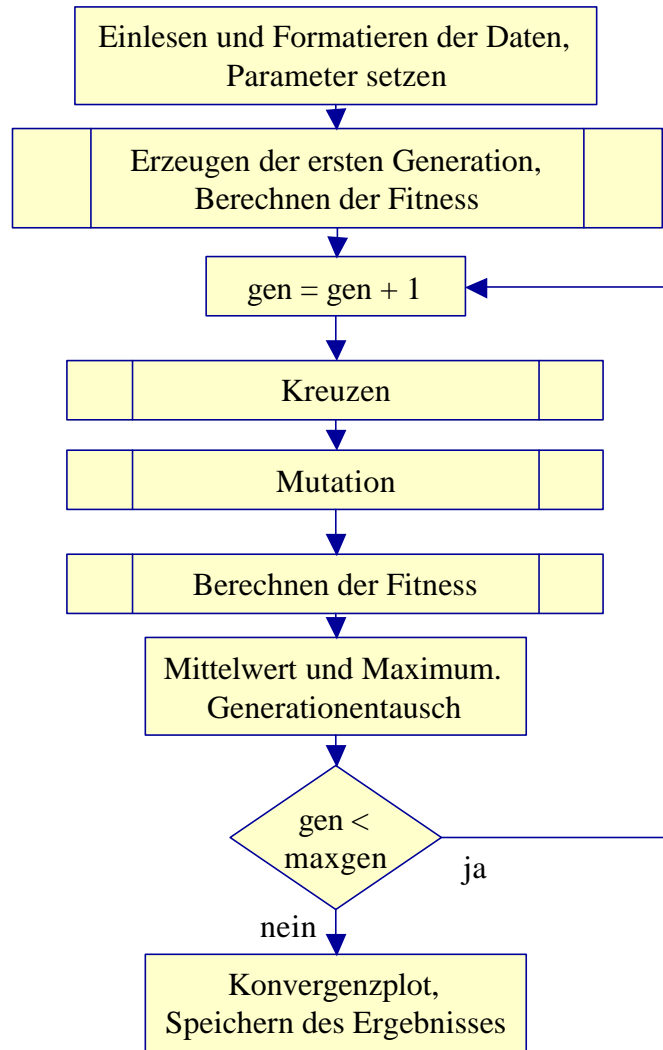 Einlesen und Formatieren der Daten,
Parameter setzen
Erzeugen der ersten Generation,
Berechnen der Fitness
gen = gen + 1
Kreuzen
Mutation
Berechnen der Fitness
Mittelwert und Maximum.
Generationentausch
gen <
maxgen
ja
nein
Konvergenzplot,
Speichern des Ergebnisses